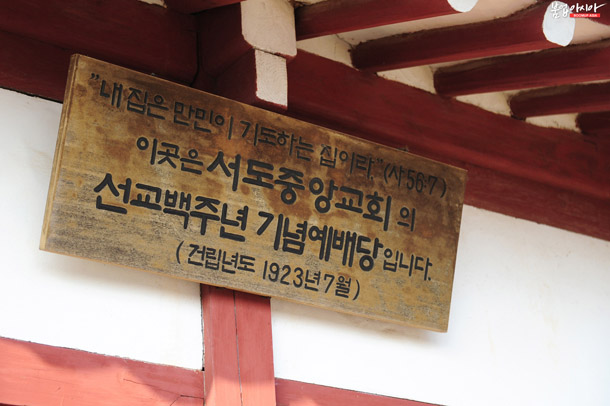 봄집아시아
"내 집은 만민이 기도하는 집이라."(사56:7)
이곳은 서도중앙교회의
선교백주년 기념예배당입니다.
(건립년도 1923년7월)